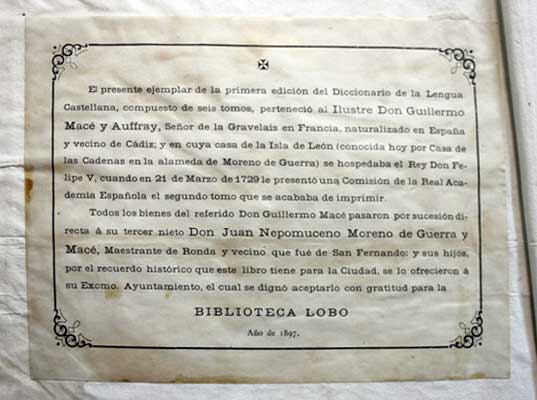 ✠
El presente ejemplar de la primera edición del Diccionario de la Lengua
Castellana, compuesto de seis tomos, perteneció al Ilustre Don Guillermo
Macé y Auffray, Señor de la Gravelais en Francia, naturalizado en España
y vecino de Cádiz; y en cuya casa de la Isla de León (conocida hoy por Casa de
las Cadenas en la alameda de Moreno de Guerra) se hospedaba el Rey Don Fe-
lipe V, cuando en 21 de Marzo de 1729 le presentó una Comisión de la Real Aca-
demia Española el segundo tomo que se acababa de imprimir.
Todos los bienes del referido Don Guillermo Macé pasaron por sucesión di-
recta á su tercer nieto Don Juan Nepomuceno Moreno de Guerra y
Macé, Maestrante de Ronda y vecino que fué de San Fernando: y sus hijos,
por el recuerdo histórico que este libro tiene para la Ciudad, se lo ofrecieron á
su Excmo. Ayuntamiento, el cual se dignó aceptarlo con gratitud para la
BIBLIOTECA LOBO
Año de 1897.